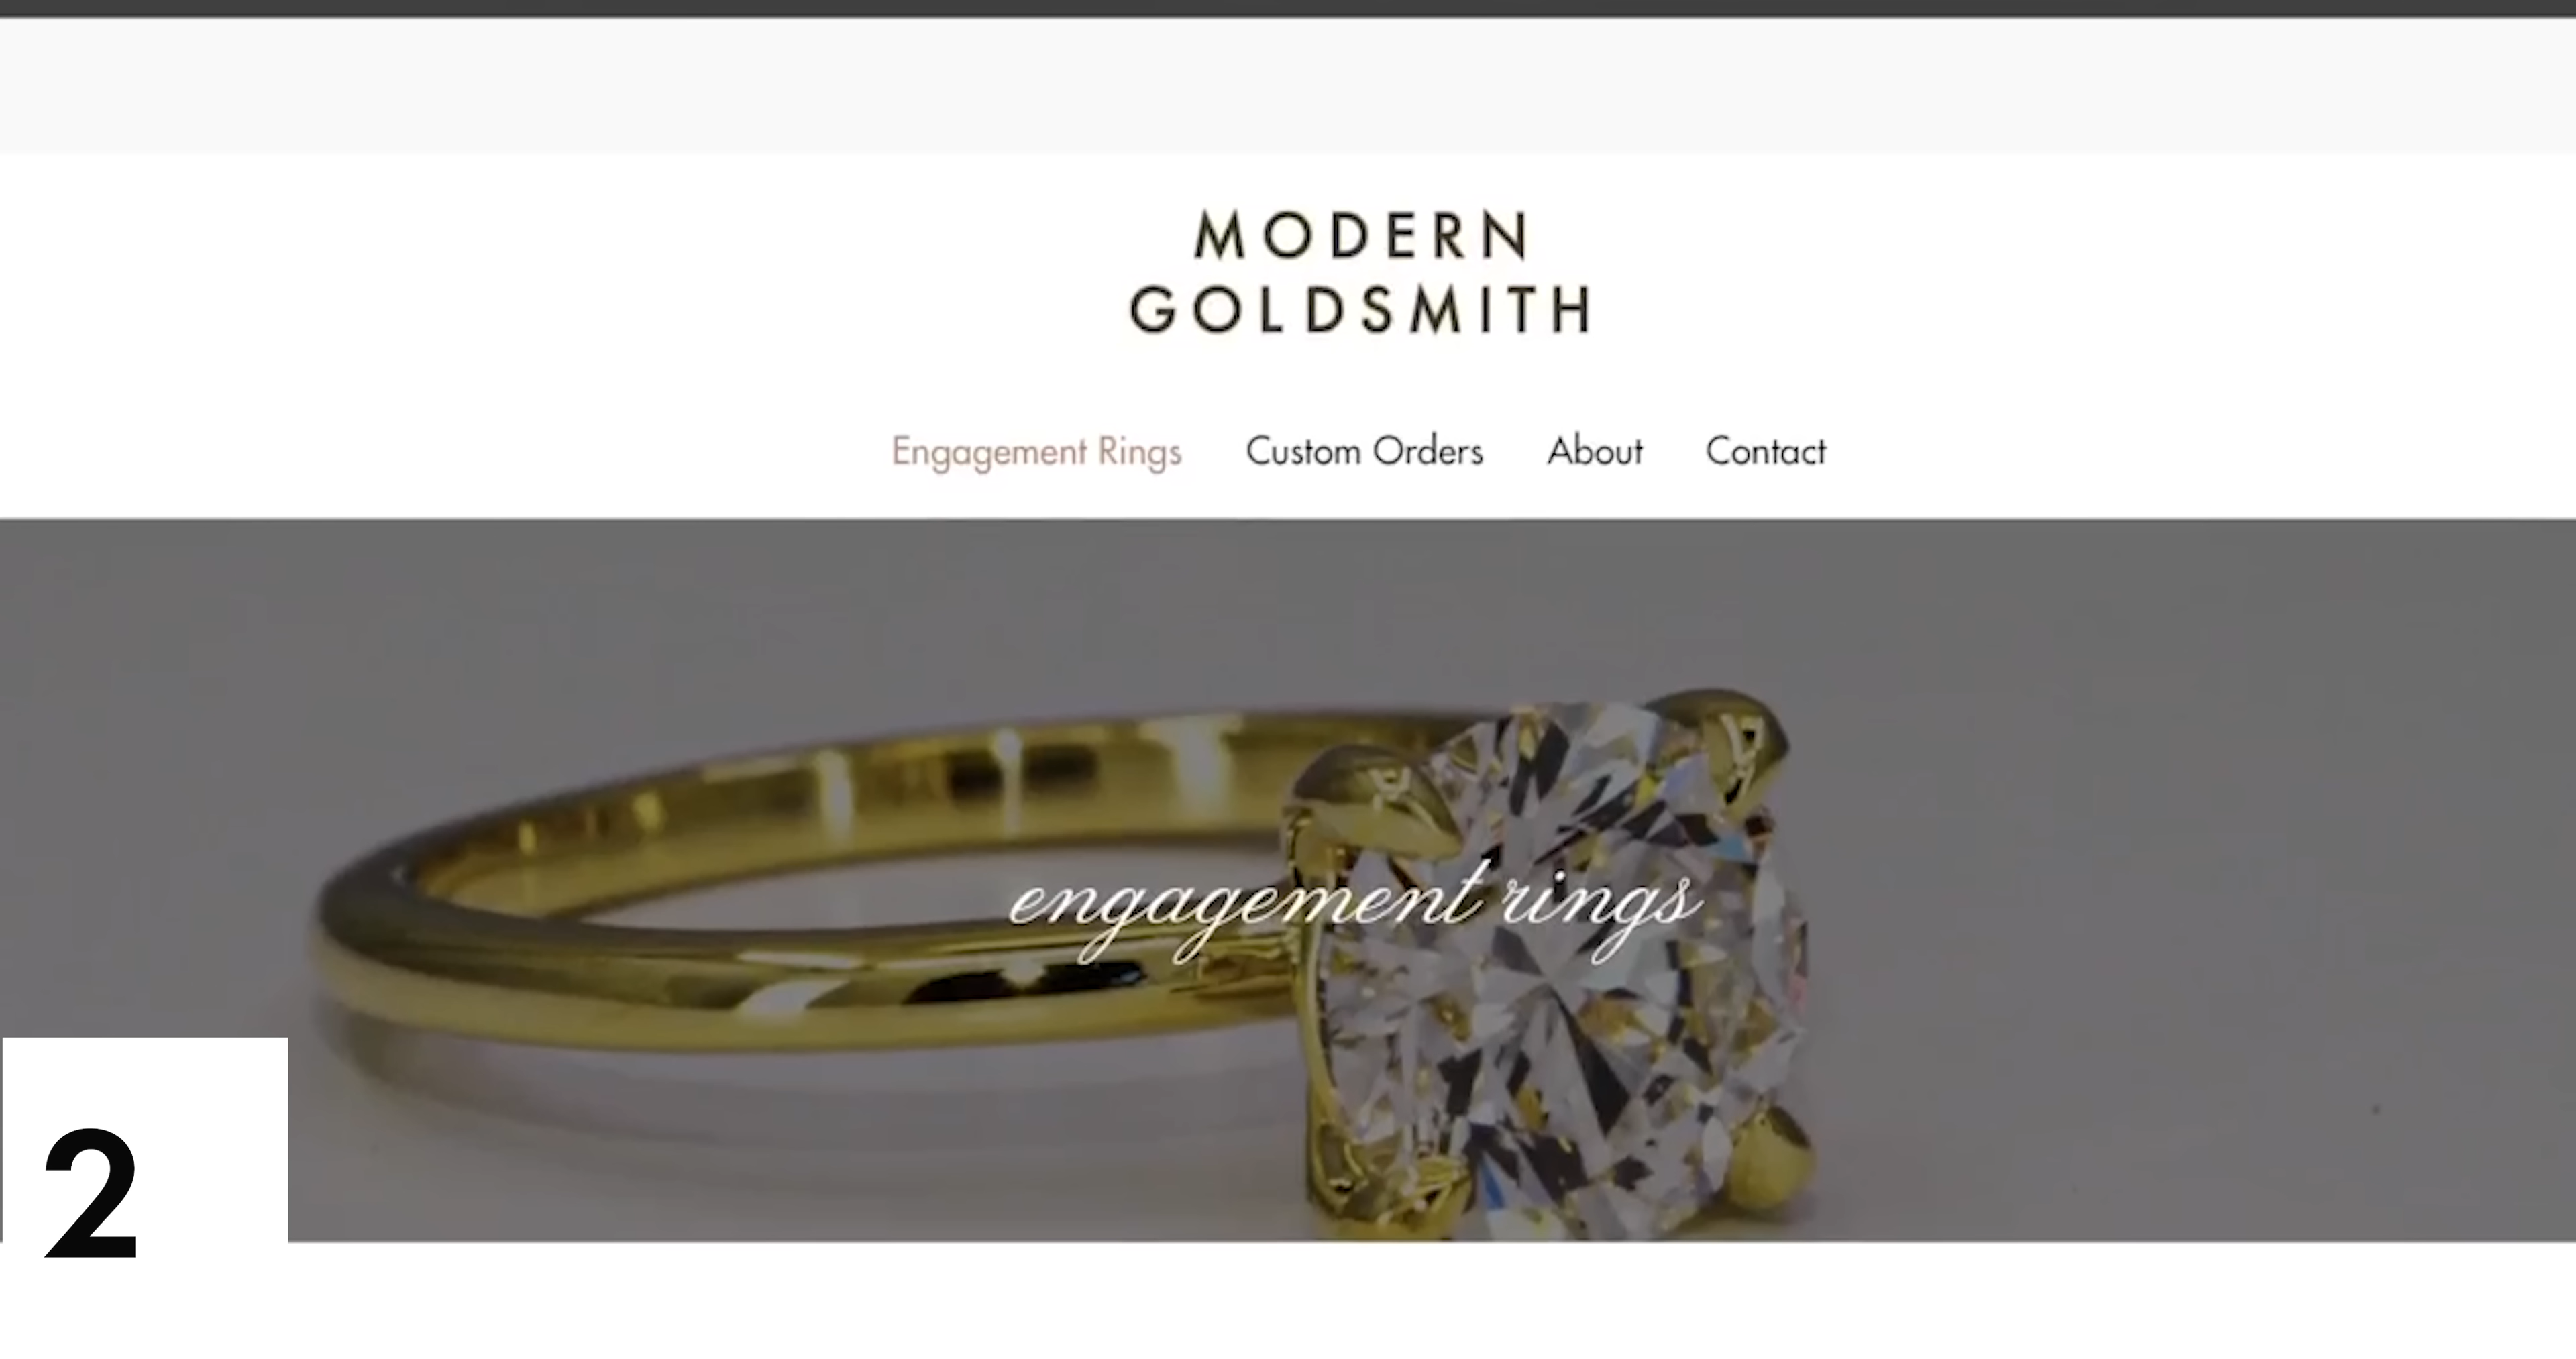 MODERN
GOLDSMITH
Engagement Rings Custom Orders About Contact
engagement rings
2